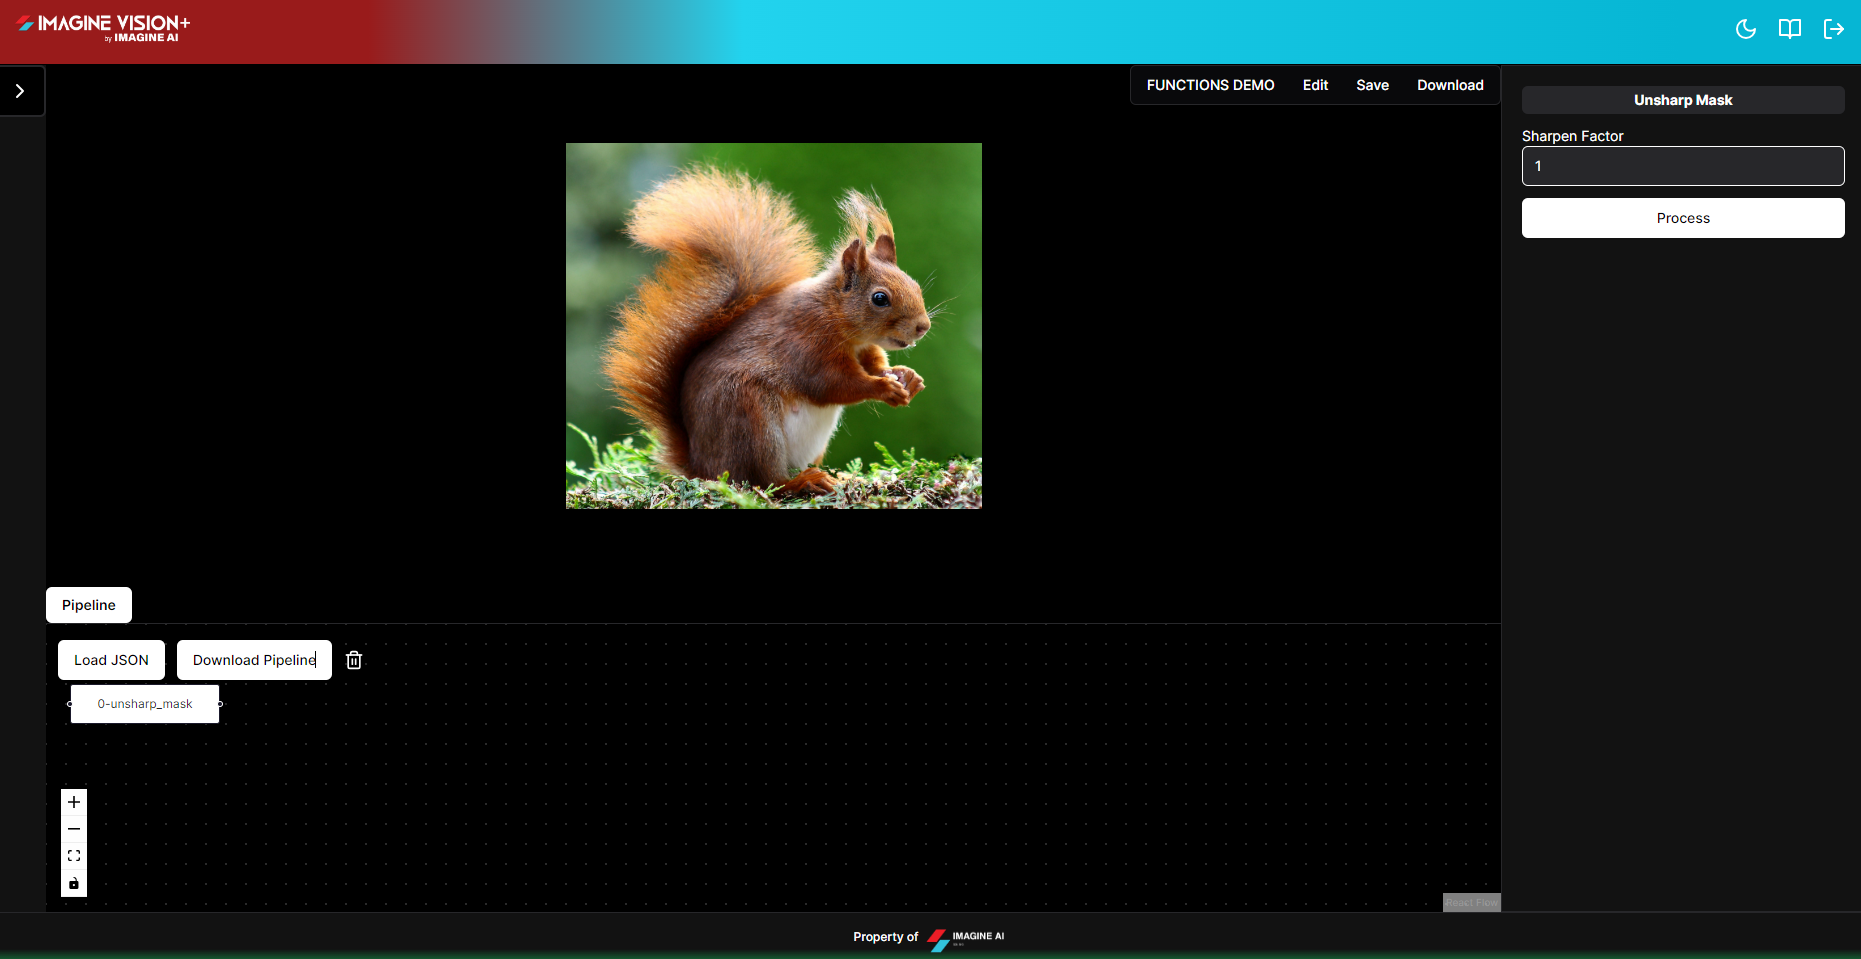 IMAGINE VISION+
by IMAGINE AI
FUNCTIONS DEMO
Edit
Save
Download
Unsharp Mask
Sharpen Factor
1
Process
Pipeline
Load JSON
Download Pipeline
0-unsharp_mask
React Flow
Property of
IMAGINE AI